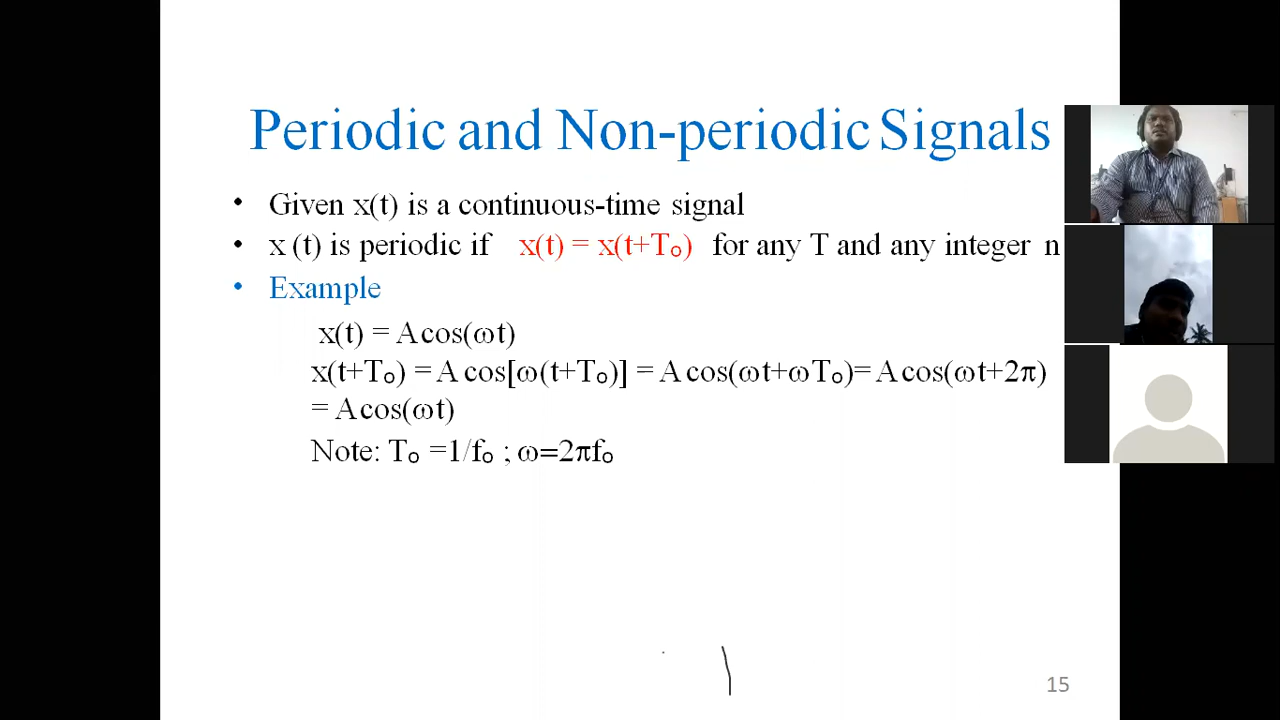 Periodic and Non-periodic Signals
• Given x(t) is a continuous-time signal
• x (t) is periodic if x(t) = x(t+Tₒ) for any T and any integer n
• Example
x(t) = A cos(ωt)
x(t+Tₒ) = A cos[ω(t+Tₒ)] = A cos(ωt+ωTₒ)= A cos(ωt+2π)
= A cos(ωt)
Note: Tₒ =1/fₒ ; ω=2πfₒ
15